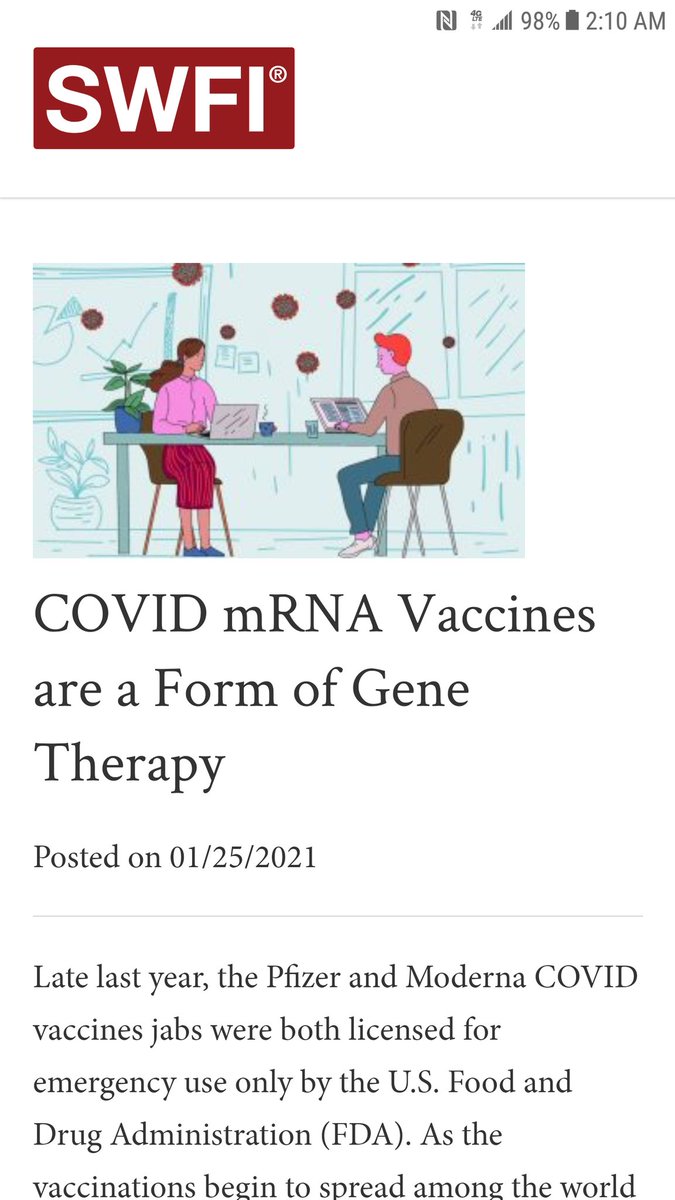 4G
LTE
98% 2:10 AM
SWFI®
COVID mRNA Vaccines
are a Form of Gene
Therapy
Posted on 01/25/2021
Late last year, the Pfizer and Moderna COVID
vaccines jabs were both licensed for
emergency use only by the U.S. Food and
Drug Administration (FDA). As the
vaccinations begin to spread among the world